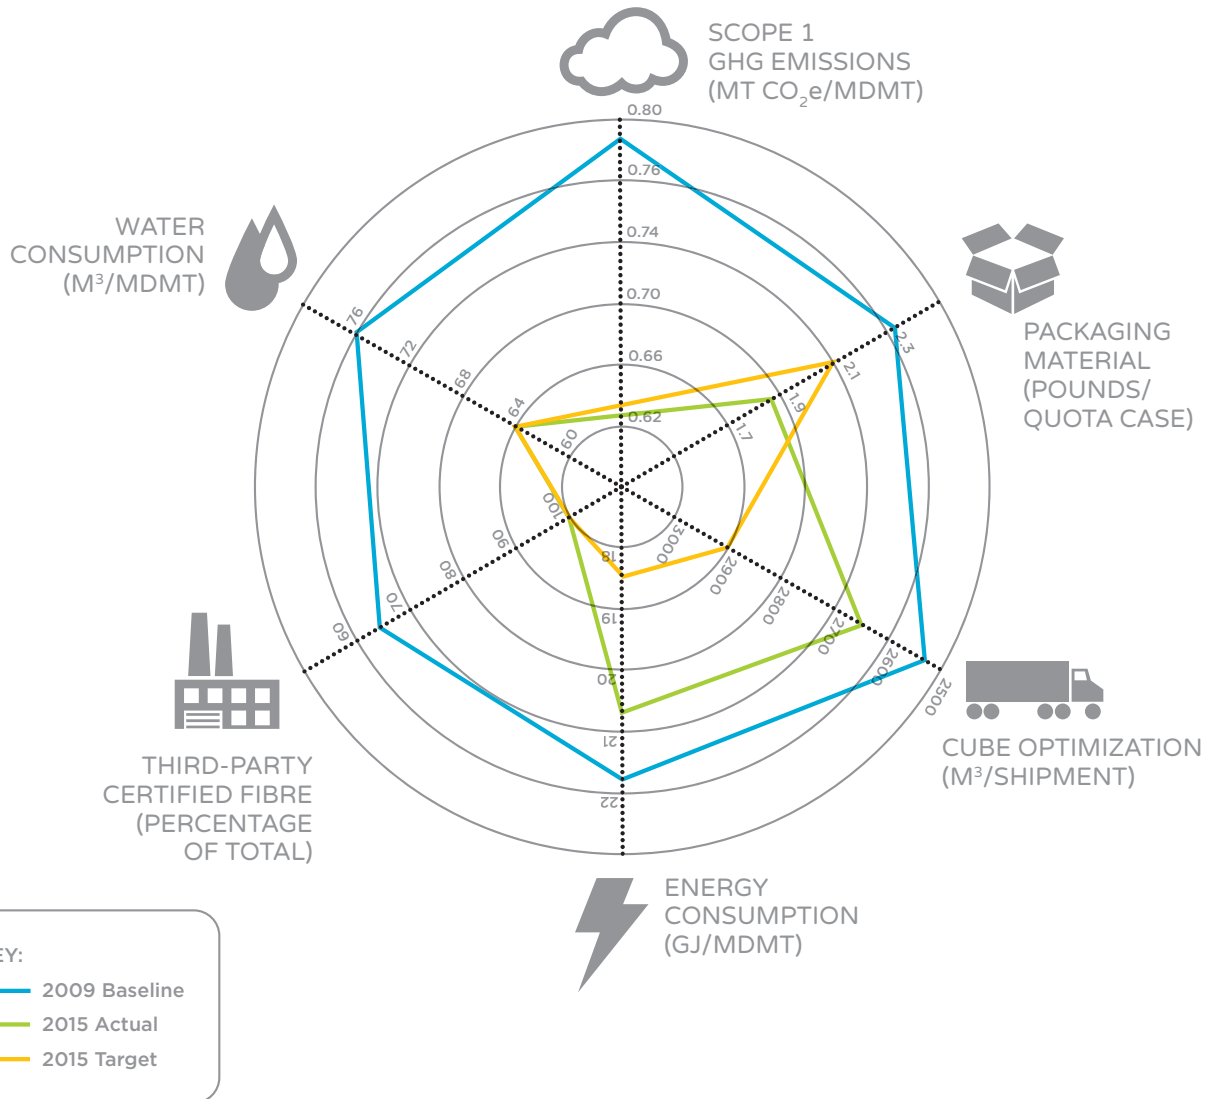 SCOPE 1
GHG EMISSIONS
(MT CO₂e/MDMT)
0.80
0.76
0.74
0.70
0.66
0.62
WATER
CONSUMPTION
(M³/MDMT)
76
72
68
64
60
PACKAGING
MATERIAL
(POUNDS/
QUOTA CASE)
2.3
2.1
1.9
1.7
100
90
80
70
60
18
19
20
21
22
3000
2900
2800
2700
2600
2500
CUBE OPTIMIZATION
(M³/SHIPMENT)
THIRD-PARTY
CERTIFIED FIBRE
(PERCENTAGE
OF TOTAL)
ENERGY
CONSUMPTION
(GJ/MDMT)
EY:
2009 Baseline
2015 Actual
2015 Target